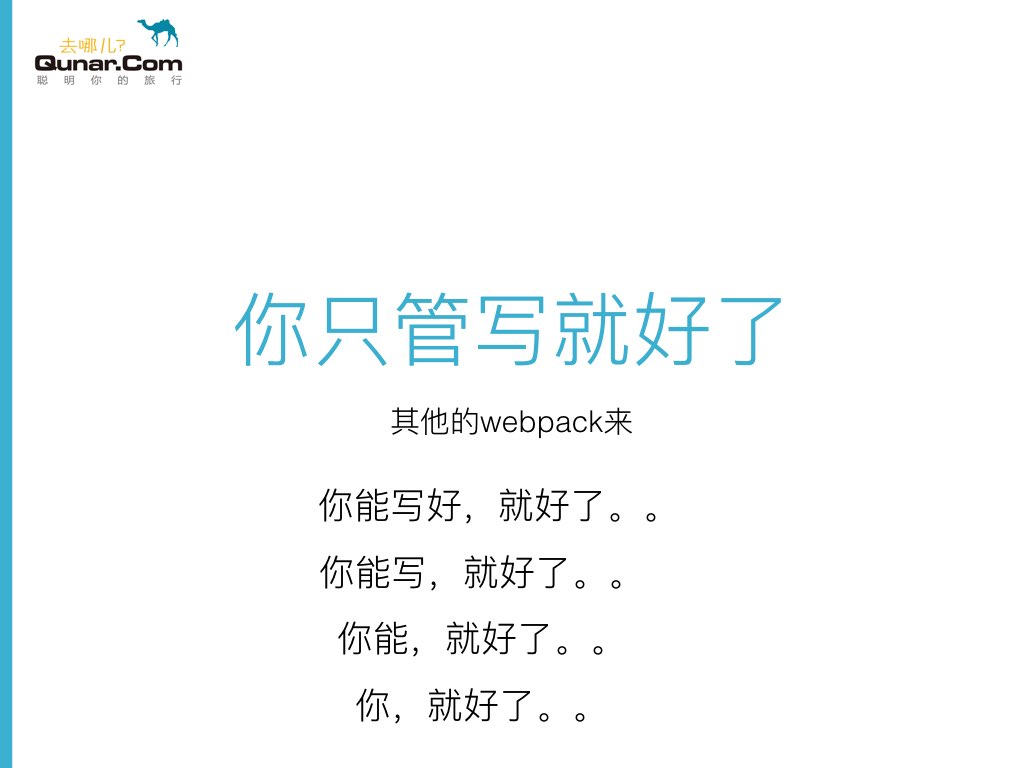 去哪儿?
Qunar.Com
聪明你的旅行
你只管写就好了
其他的webpack来
你能写好，就好了。。
你能写，就好了。。
你能，就好了。。
你，就好了。。